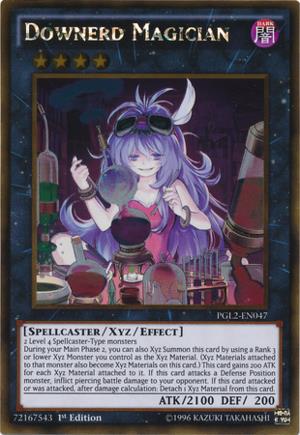 DOWNERD MAGICIAN
DARK
闇
PGL2-EN047
[SPELLCASTER/XYZ/EFFECT]
2 Level 4 Spellcaster-Type monsters
During your Main Phase 2, you can also Xyz Summon this card by using a Rank 3
or lower Xyz Monster you control as the Xyz Material. (Xyz Materials attached
to that monster also become Xyz Materials on this card.) This card gains 200 ATK
for each Xyz Material attached to it. If this card attacks a Defense Position
monster, inflict piercing battle damage to your opponent. If this card attacked
or was attacked, after damage calculation: Detach 1 Xyz Material from this card.
ATK/2100 DEF/ 200
72167543 1st Edition ©1996 KAZUKI TAKAHASHI